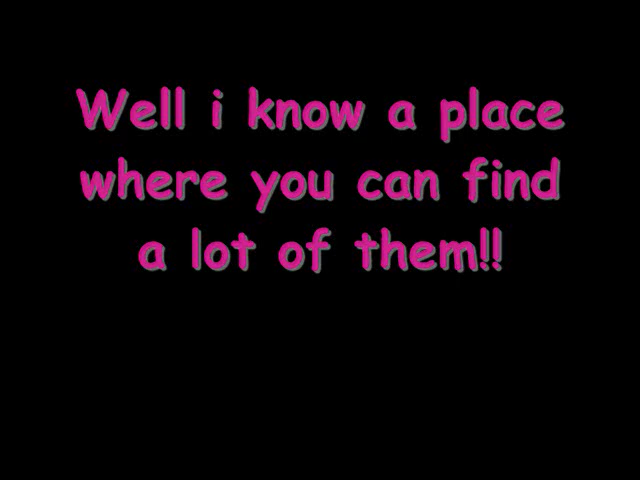 Well i know a place
where you can find
a lot of them!!